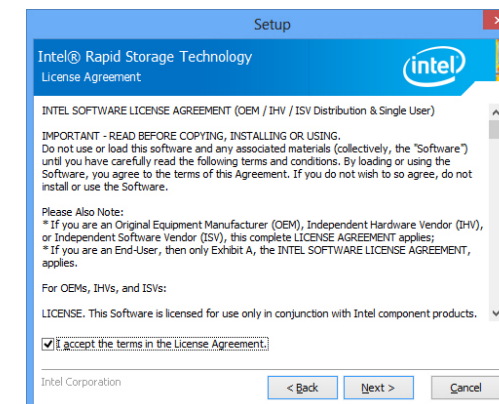 Setup
Intel® Rapid Storage Technology
License Agreement
intel
INTEL SOFTWARE LICENSE AGREEMENT (OEM / IHV / ISV Distribution & Single User)
IMPORTANT - READ BEFORE COPYING, INSTALLING OR USING.
Do not use or load this software and any associated materials (collectively, the "Software")
until you have carefully read the following terms and conditions. By loading or using the
Software, you agree to the terms of this Agreement. If you do not wish to so agree, do not
install or use the Software.
Please Also Note:
* If you are an Original Equipment Manufacturer (OEM), Independent Hardware Vendor (IHV),
or Independent Software Vendor (ISV), this complete LICENSE AGREEMENT applies;
* If you are an End-User, then only Exhibit A, the INTEL SOFTWARE LICENSE AGREEMENT,
applies.
For OEMs, IHVs, and ISVs:
LICENSE. This Software is licensed for use only in conjunction with Intel component products.
I accept the terms in the License Agreement.
Intel Corporation
< Back
Next >
Cancel